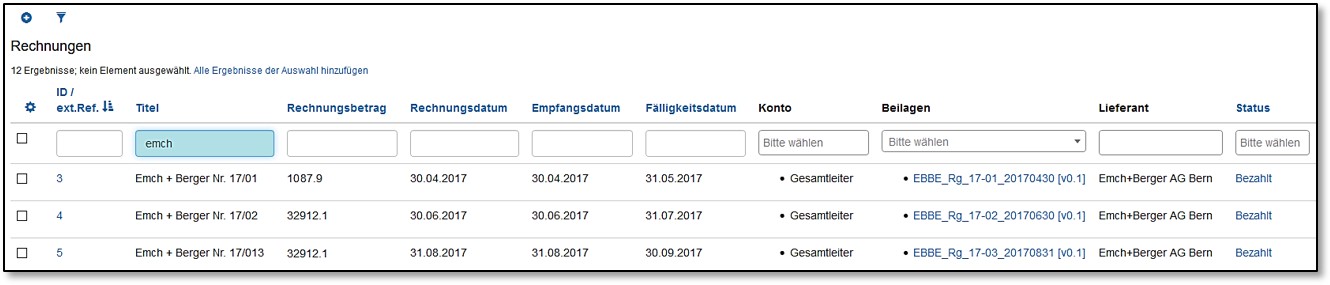 Rechnungen
12 Ergebnisse; kein Element ausgewählt. Alle Ergebnisse der Auswahl hinzufügen
ID /
ext.Ref. Titel Rechnungsbetrag Rechnungsdatum Empfangsdatum Fälligkeitsdatum Konto Beilagen Lieferant Status
emch Bitte wählen Bitte wählen Bitte wählen
3 Emch + Berger Nr. 17/01 1087.9 30.04.2017 30.04.2017 31.05.2017 • Gesamtleiter • EBBE_Rg_17-01_20170430 [v0.1] Emch+Berger AG Bern Bezahlt
4 Emch + Berger Nr. 17/02 32912.1 30.06.2017 30.06.2017 31.07.2017 • Gesamtleiter • EBBE_Rg_17-02_20170630 [v0.1] Emch+Berger AG Bern Bezahlt
5 Emch + Berger Nr. 17/013 32912.1 31.08.2017 31.08.2017 30.09.2017 • Gesamtleiter • EBBE_Rg_17-03_20170831 [v0.1] Emch+Berger AG Bern Bezahlt